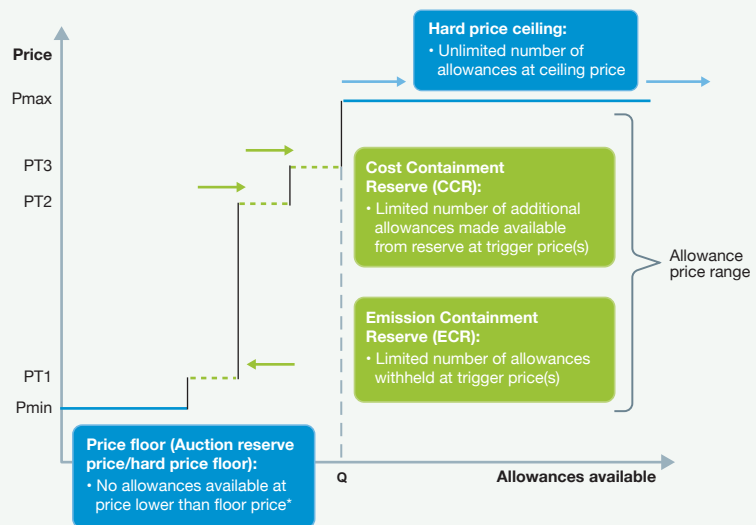 Hard price ceiling:
• Unlimited number of
allowances at ceiling price
Price
Pmax
PT3
PT2
Cost Containment
Reserve (CCR):
• Limited number of additional
allowances made available
from reserve at trigger price(s)
Allowance
price range
Emission Containment
Reserve (ECR):
• Limited number of allowances
withheld at trigger price(s)
PT1
Pmin
Price floor (Auction reserve
price/hard price floor):
• No allowances available at
price lower than floor price*
Q
Allowances available